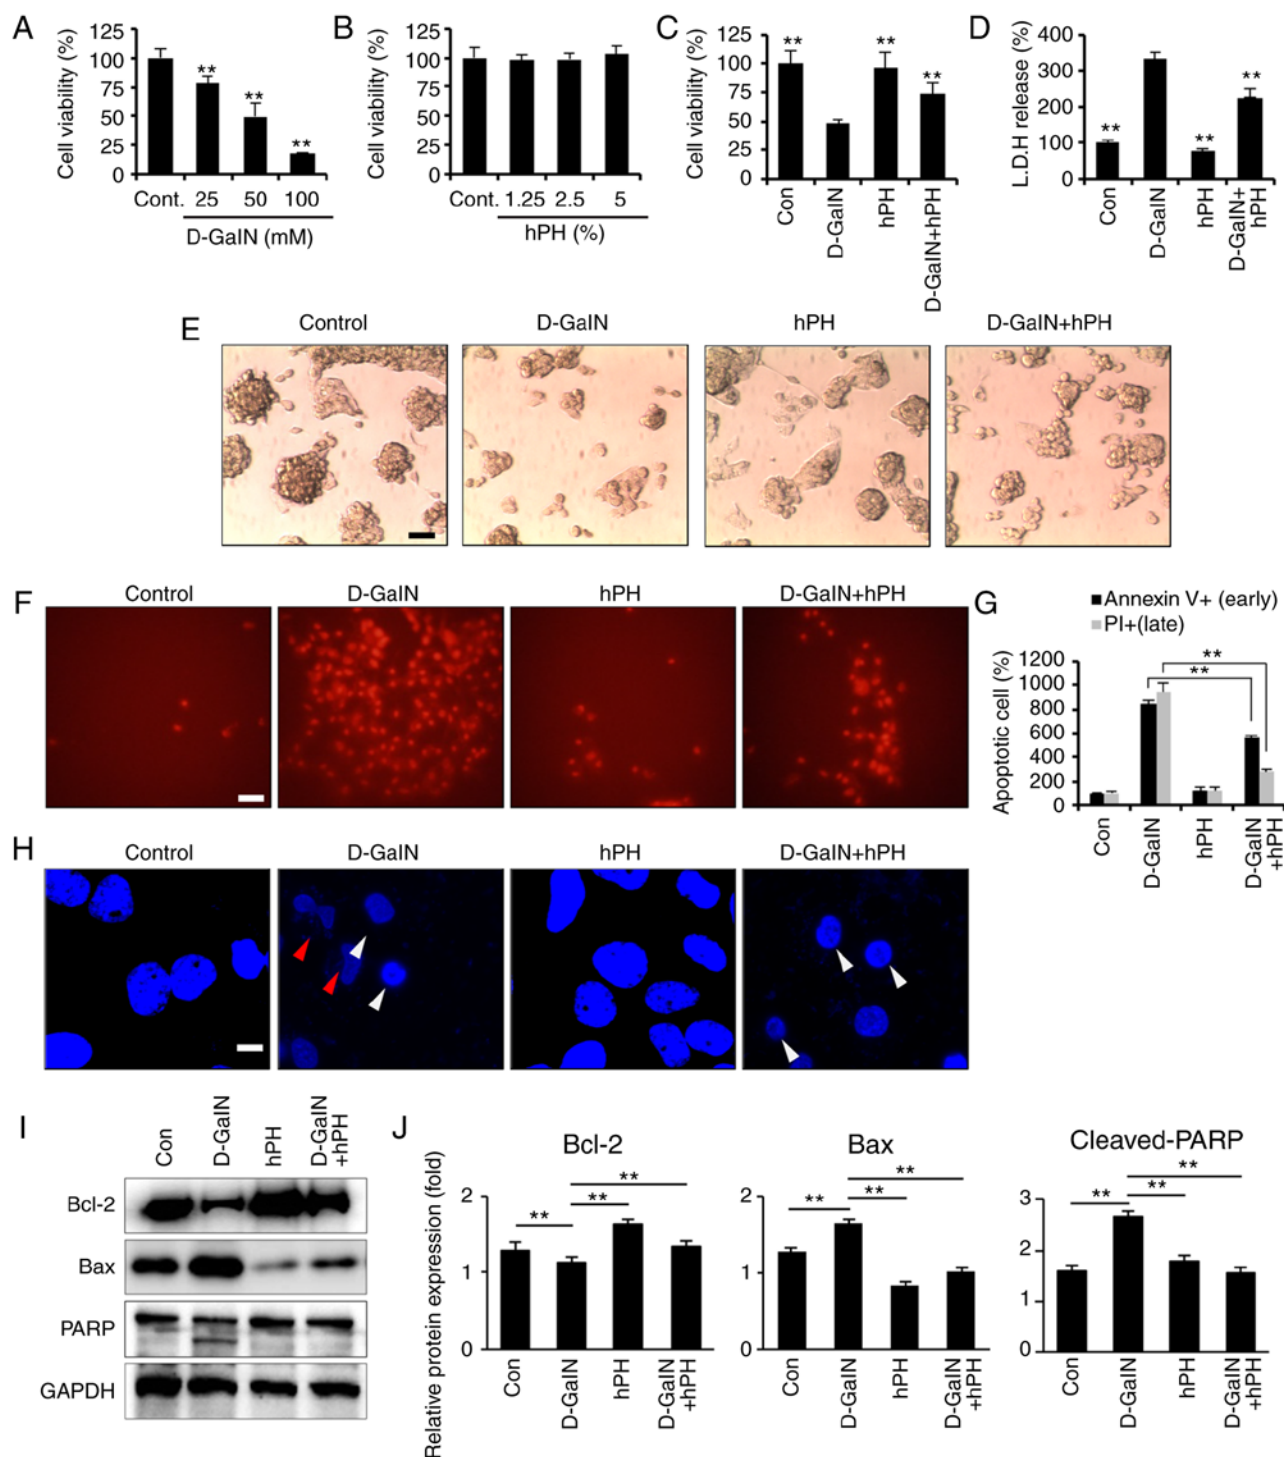 A
Cell viability (%)
125
100
75
50
25
0
**
**
**
Cont. 25 50 100
D-GalN (mM)
B
Cell viability (%)
125
100
75
50
25
0
Cont. 1.25 2.5 5
hPH (%)
C
Cell viability (%)
125
100
75
50
25
0
**
**
**
Con
D-GalN
hPH
D-GalN+hPH
D
L.D.H release (%)
400
300
200
100
0
**
**
**
Con
D-GalN
hPH
D-GalN+
hPH
E
Control D-GalN hPH D-GalN+hPH
F
Control D-GalN hPH D-GalN+hPH
G
Annexin V+ (early)
PI+(late)
Apoptotic cell (%)
1200
1000
800
600
400
200
0
**
**
Con
D-GalN
hPH
D-GalN
+hPH
H
Control D-GalN hPH D-GalN+hPH
I
Con
D-GalN
hPH
D-GalN
+hPH
Bcl-2
Bax
PARP
GAPDH
J
Relative protein expression (fold)
Bcl-2
2
1
0
**
**
**
Con
D-GalN
hPH
D-GalN
+hPH
Bax
2
1
0
**
**
**
Con
D-GalN
hPH
D-GalN
+hPH
Cleaved-PARP
3
2
1
0
**
**
**
Con
D-GalN
hPH
D-GalN
+hPH